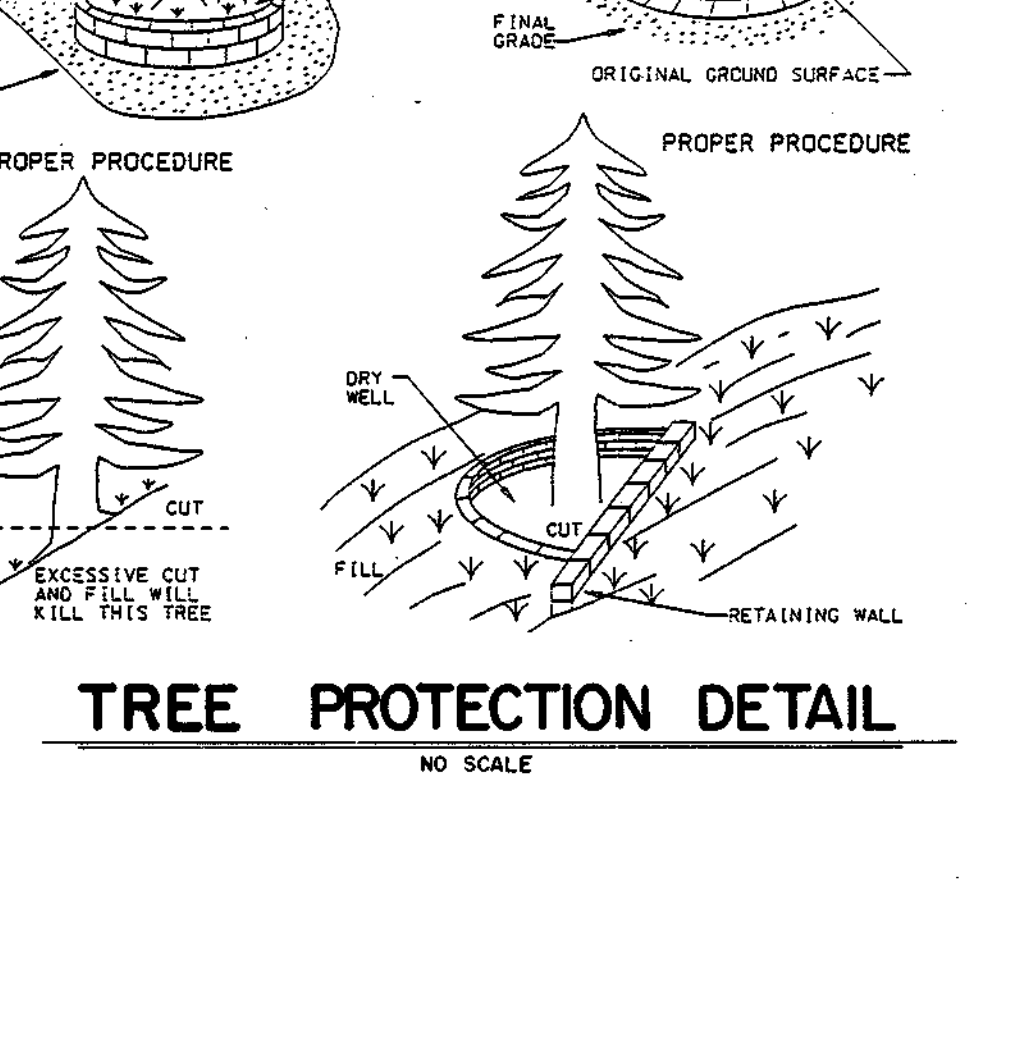 FINAL
GRADE
ORIGINAL GROUND SURFACE
PROPER PROCEDURE
ROPER PROCEDURE
DRY
WELL
CUT
CUT
FILL
EXCESSIVE CUT
AND FILL WILL
KILL THIS TREE
RETAINING WALL
TREE PROTECTION DETAIL
NO SCALE